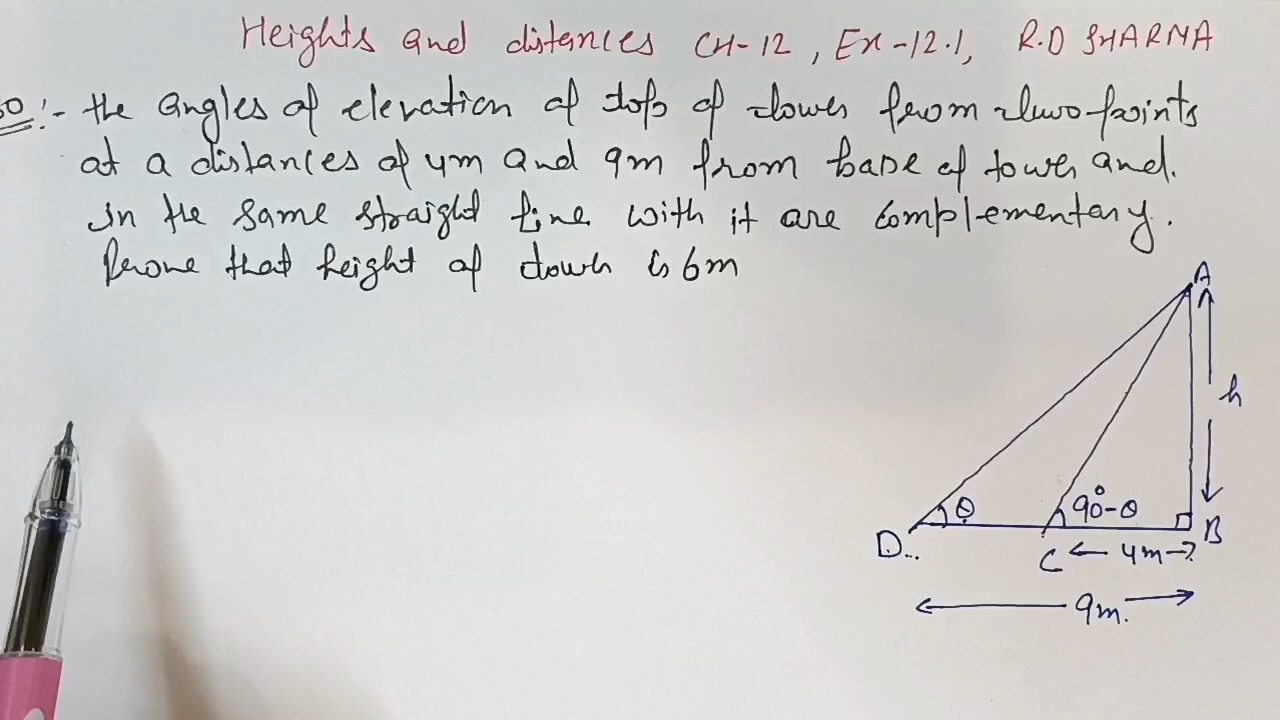 Heights and distances CH-12, Ex-12.1, R.D SHARMA
the angles of elevation of top of tower from two points
at a distances of 4m and 9m from base of tower and.
in the same straight line with it are complementary.
Prove that height of tower is 6m
A
h
θ
90°-θ
D..
C
4m
B
9m.